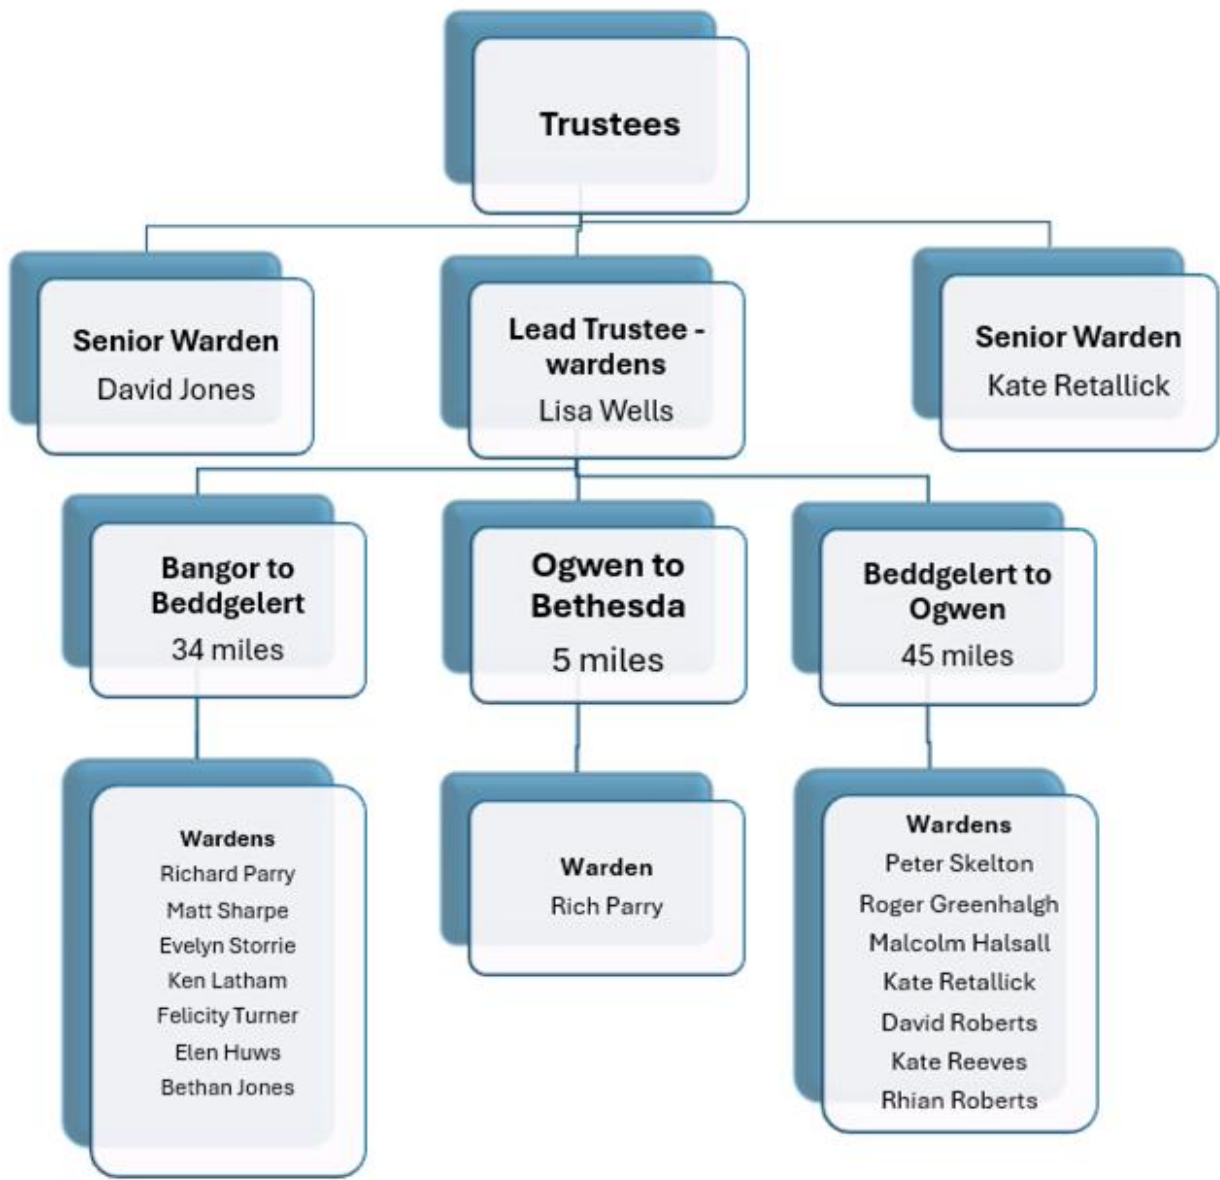 Trustees
Senior Warden
David Jones
Lead Trustee -
wardens
Lisa Wells
Senior Warden
Kate Retallick
Bangor to
Beddgelert
34 miles
Ogwen to
Bethesda
5 miles
Beddgelert to
Ogwen
45 miles
Wardens
Richard Parry
Matt Sharpe
Evelyn Storrie
Ken Latham
Felicity Turner
Elen Huws
Bethan Jones
Warden
Rich Parry
Wardens
Peter Skelton
Roger Greenhalgh
Malcolm Halsall
Kate Retallick
David Roberts
Kate Reeves
Rhian Roberts